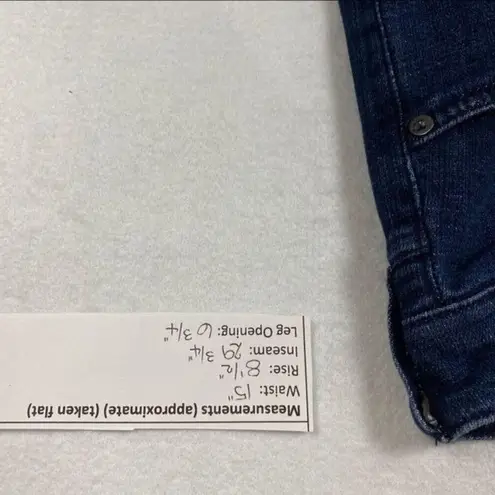 Measurements (approximate) (taken flat)
Waist: 15"
Rise: 8 1/2"
Inseam: 29 3/4"
Leg Opening: 6 3/4"